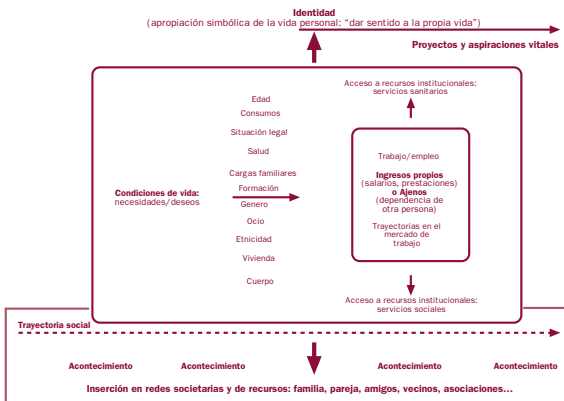 Identidad
(apropiación simbólica de la vida personal: “dar sentido a la propia vida”)
Proyectos y aspiraciones vitales
Acceso a recursos institucionales:
servicios sanitarios
Edad
Consumos
Situación legal
Salud
Cargas familiares
Formación
Genero
Ocio
Etnicidad
Vivienda
Cuerpo
Condiciones de vida:
necesidades/deseos
Trabajo/empleo
Ingresos propios
(salarios, prestaciones)
o Ajenos
(dependencia de
otra persona)
Trayectorias en el
mercado de
trabajo
Acceso a recursos institucionales:
servicios sociales
Trayectoria social
Acontecimiento
Acontecimiento
Acontecimiento
Acontecimiento
Inserción en redes societarias y de recursos: familia, pareja, amigos, vecinos, asociaciones...